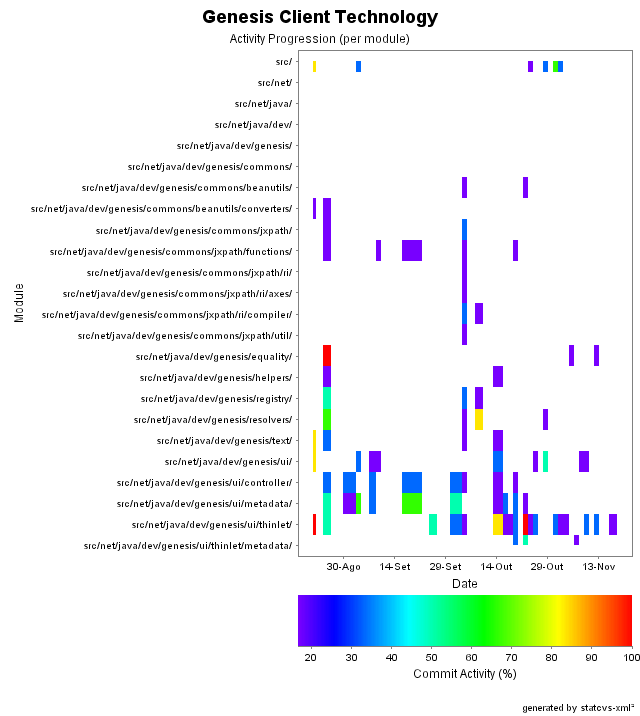 Genesis Client Technology
Activity Progression (per module)
src/
src/net/
src/net/java/
src/net/java/dev/
src/net/java/dev/genesis/
src/net/java/dev/genesis/commons/
src/net/java/dev/genesis/commons/beanutils/
src/net/java/dev/genesis/commons/beanutils/converters/
src/net/java/dev/genesis/commons/jxpath/
src/net/java/dev/genesis/commons/jxpath/functions/
src/net/java/dev/genesis/commons/jxpath/ri/
src/net/java/dev/genesis/commons/jxpath/ri/axes/
src/net/java/dev/genesis/commons/jxpath/ri/compiler/
src/net/java/dev/genesis/commons/jxpath/util/
src/net/java/dev/genesis/equality/
src/net/java/dev/genesis/helpers/
src/net/java/dev/genesis/registry/
src/net/java/dev/genesis/resolvers/
src/net/java/dev/genesis/text/
src/net/java/dev/genesis/ui/
src/net/java/dev/genesis/ui/controller/
src/net/java/dev/genesis/ui/metadata/
src/net/java/dev/genesis/ui/thinlet/
src/net/java/dev/genesis/ui/thinlet/metadata/
Module
30-Ago 14-Set 29-Set 14-Out 29-Out 13-Nov
Date
20 30 40 50 60 70 80 90 100
Commit Activity (%)
generated by statcvs-xml²